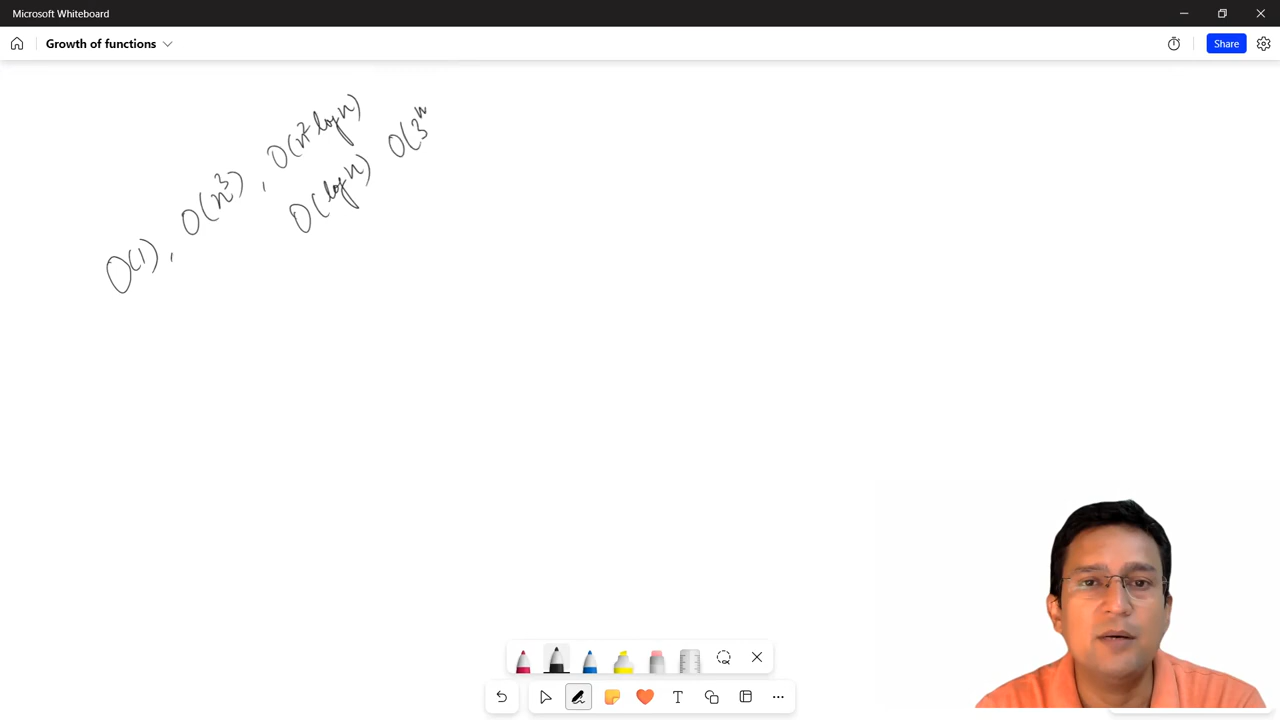 Microsoft Whiteboard
Growth of functions
Share
O(1), O(n³), O(n² log n)
O(log n) O(3ⁿ
T